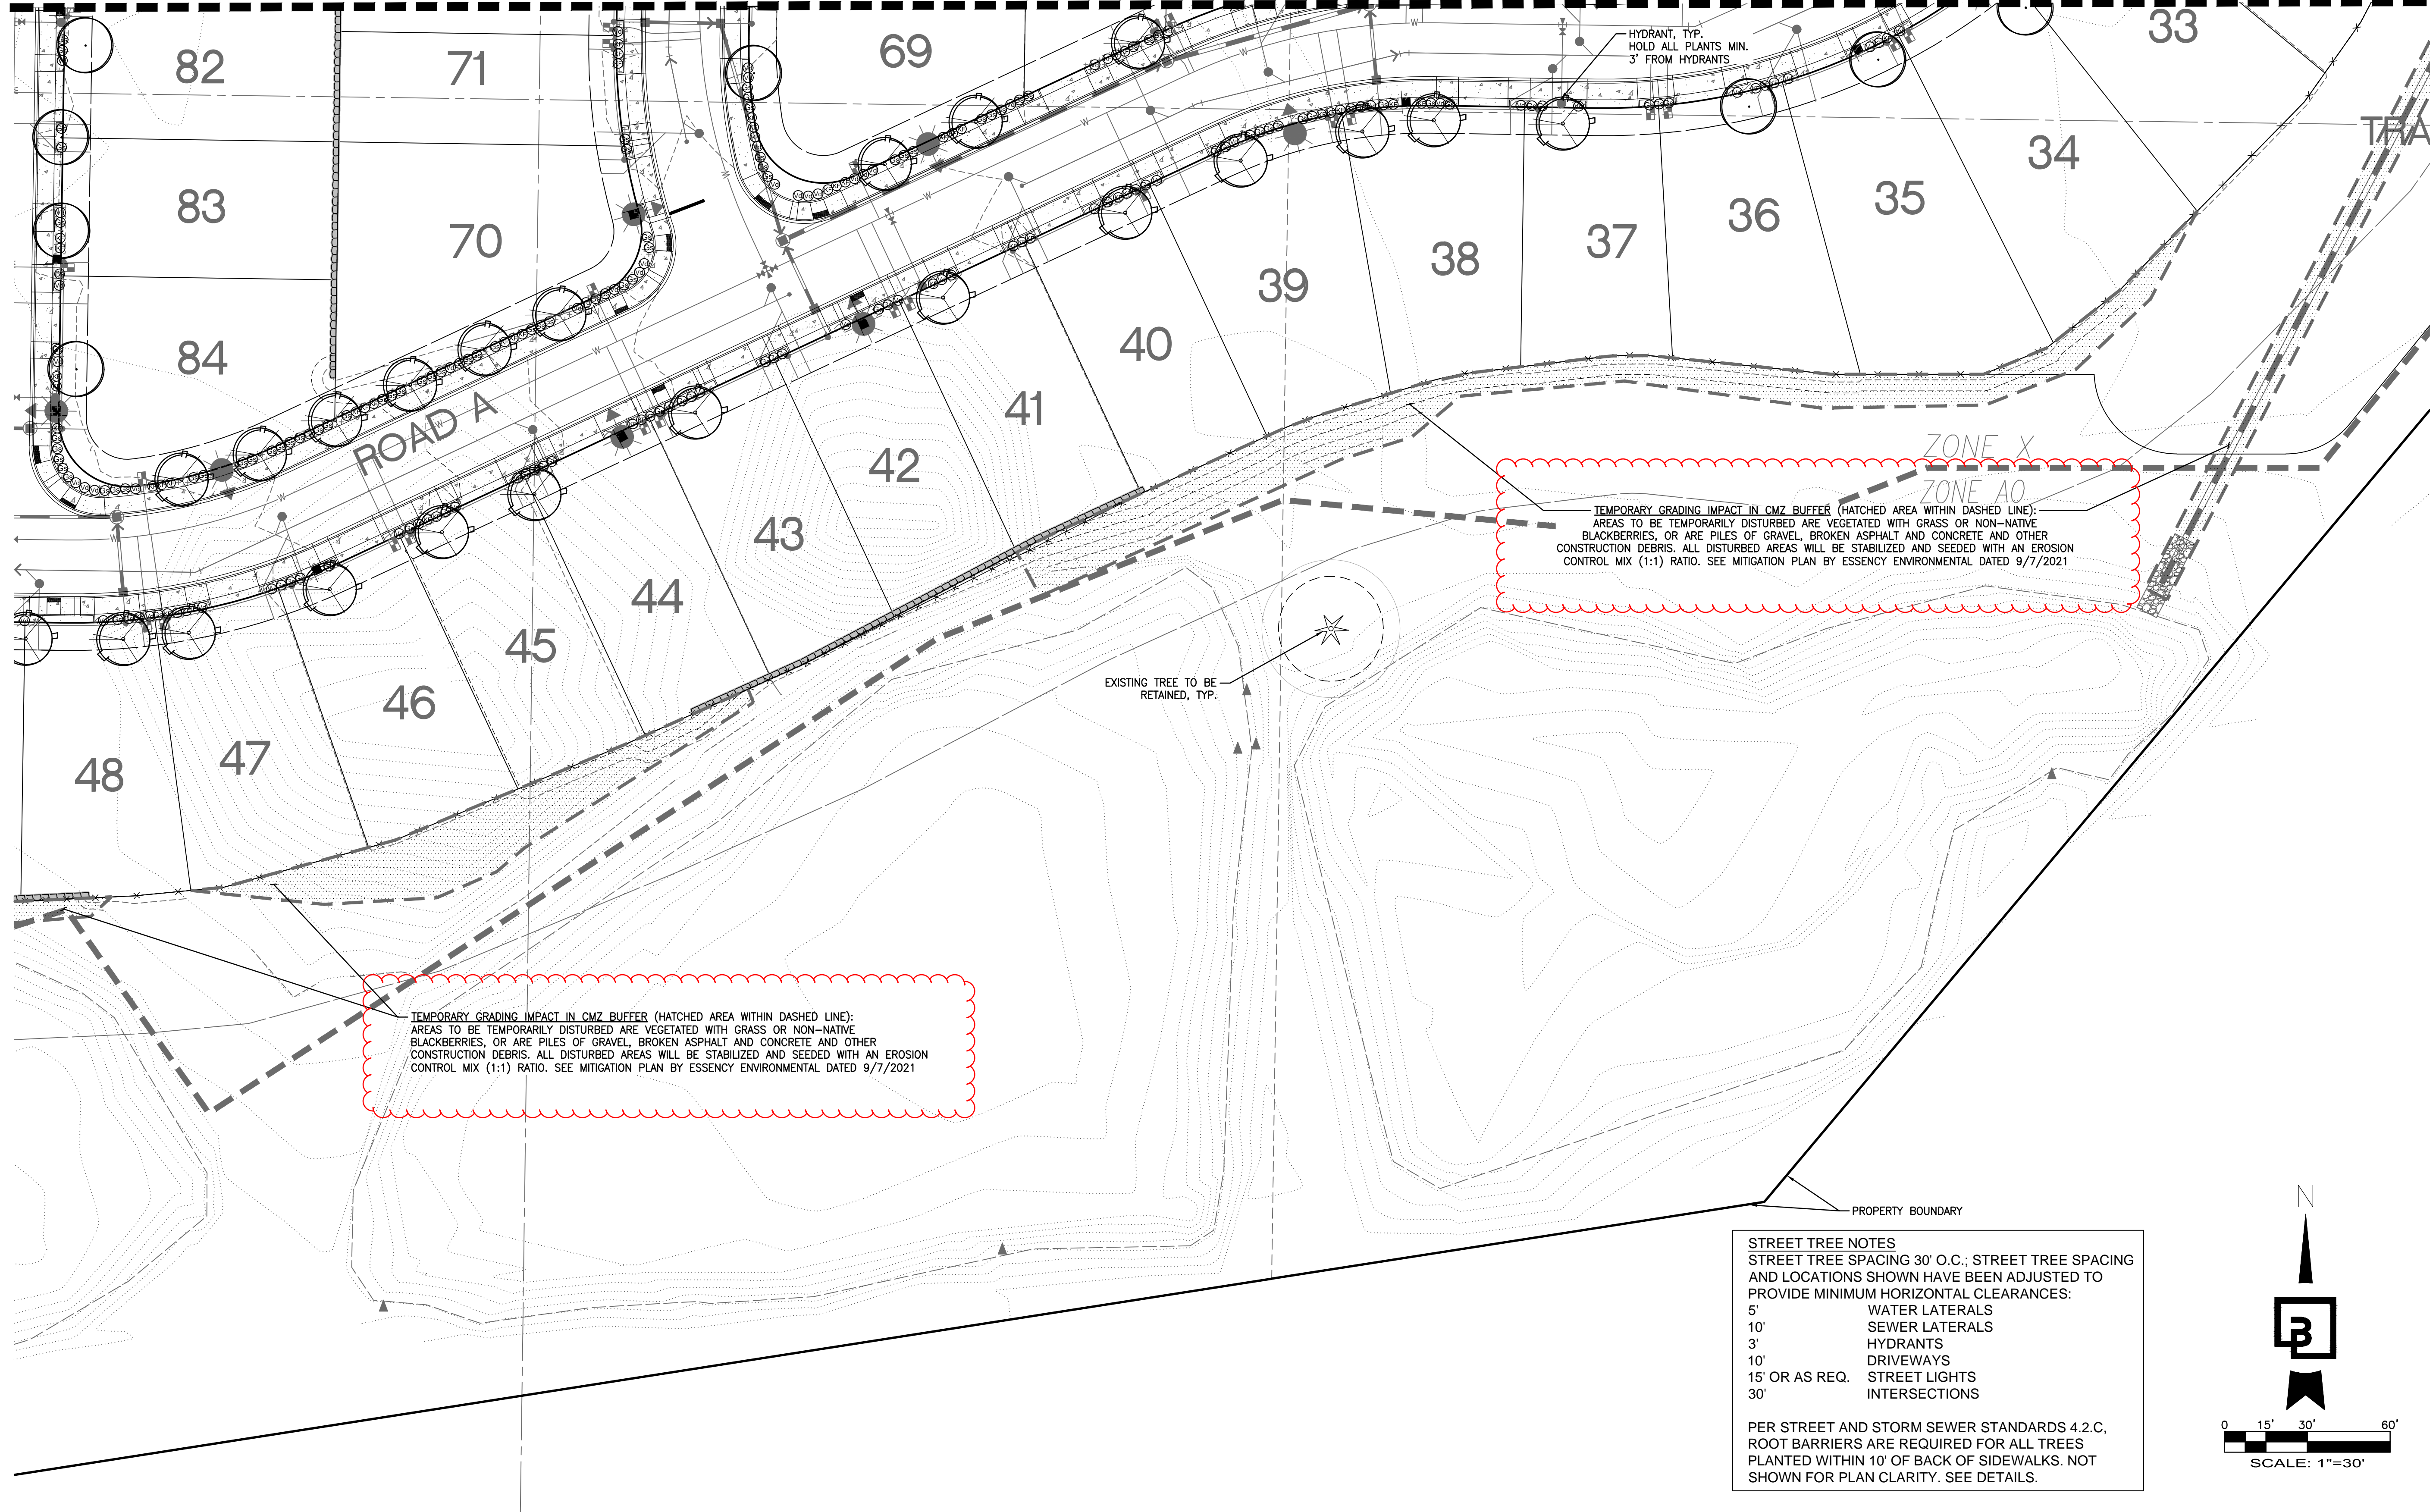 82
71
69
HYDRANT, TYP.
HOLD ALL PLANTS MIN.
3' FROM HYDRANTS
33
TRA
34
83
70
35
36
37
38
39
84
40
41
ROAD A
42
ZONE X
ZONE AO
43
TEMPORARY GRADING IMPACT IN CMZ BUFFER (HATCHED AREA WITHIN DASHED LINE):
AREAS TO BE TEMPORARILY DISTURBED ARE VEGETATED WITH GRASS OR NON-NATIVE
BLACKBERRIES, OR ARE PILES OF GRAVEL, BROKEN ASPHALT AND CONCRETE AND OTHER
CONSTRUCTION DEBRIS. ALL DISTURBED AREAS WILL BE STABILIZED AND SEEDED WITH AN EROSION
CONTROL MIX (1:1) RATIO. SEE MITIGATION PLAN BY ESSENCY ENVIRONMENTAL DATED 9/7/2021
44
45
EXISTING TREE TO BE
RETAINED, TYP.
46
47
48
TEMPORARY GRADING IMPACT IN CMZ BUFFER (HATCHED AREA WITHIN DASHED LINE):
AREAS TO BE TEMPORARILY DISTURBED ARE VEGETATED WITH GRASS OR NON-NATIVE
BLACKBERRIES, OR ARE PILES OF GRAVEL, BROKEN ASPHALT AND CONCRETE AND OTHER
CONSTRUCTION DEBRIS. ALL DISTURBED AREAS WILL BE STABILIZED AND SEEDED WITH AN EROSION
CONTROL MIX (1:1) RATIO. SEE MITIGATION PLAN BY ESSENCY ENVIRONMENTAL DATED 9/7/2021
PROPERTY BOUNDARY
STREET TREE NOTES
STREET TREE SPACING 30' O.C.; STREET TREE SPACING
AND LOCATIONS SHOWN HAVE BEEN ADJUSTED TO
PROVIDE MINIMUM HORIZONTAL CLEARANCES:
5' WATER LATERALS
10' SEWER LATERALS
3' HYDRANTS
10' DRIVEWAYS
15' OR AS REQ. STREET LIGHTS
30' INTERSECTIONS
PER STREET AND STORM SEWER STANDARDS 4.2.C,
ROOT BARRIERS ARE REQUIRED FOR ALL TREES
PLANTED WITHIN 10' OF BACK OF SIDEWALKS. NOT
SHOWN FOR PLAN CLARITY. SEE DETAILS.
N
B
0 15' 30' 60'
SCALE: 1"=30'